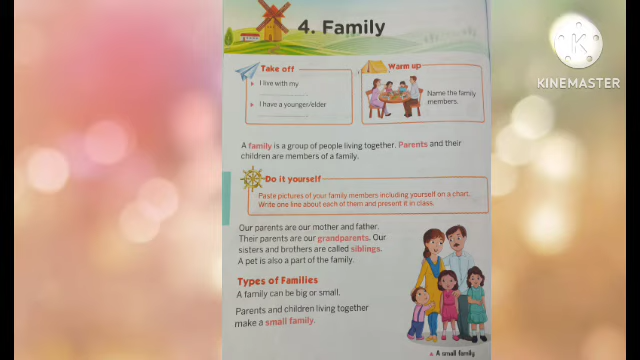 4. Family
Take off
I live with my
I have a younger/elder
Warm up
Name the family
members.
A family is a group of people living together. Parents and their
children are members of a family.
Do it yourself
Paste pictures of your family members including yourself on a chart.
Write one line about each of them and present it in class.
Our parents are our mother and father.
Their parents are our grandparents. Our
sisters and brothers are called siblings.
A pet is also a part of the family.
Types of Families
A family can be big or small.
Parents and children living together
make a small family.
A small family
KINEMASTER